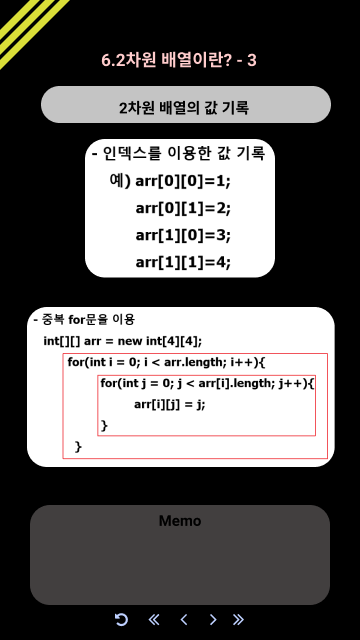 6.2차원 배열이란? - 3
2차원 배열의 값 기록
- 인덱스를 이용한 값 기록
예) arr[0][0]=1;
arr[0][1]=2;
arr[1][0]=3;
arr[1][1]=4;
- 중복 for문을 이용
int[][] arr = new int[4][4];
for(int i = 0; i < arr.length; i++){
for(int j = 0; j < arr[i].length; j++){
arr[i][j] = j;
}
}
Memo